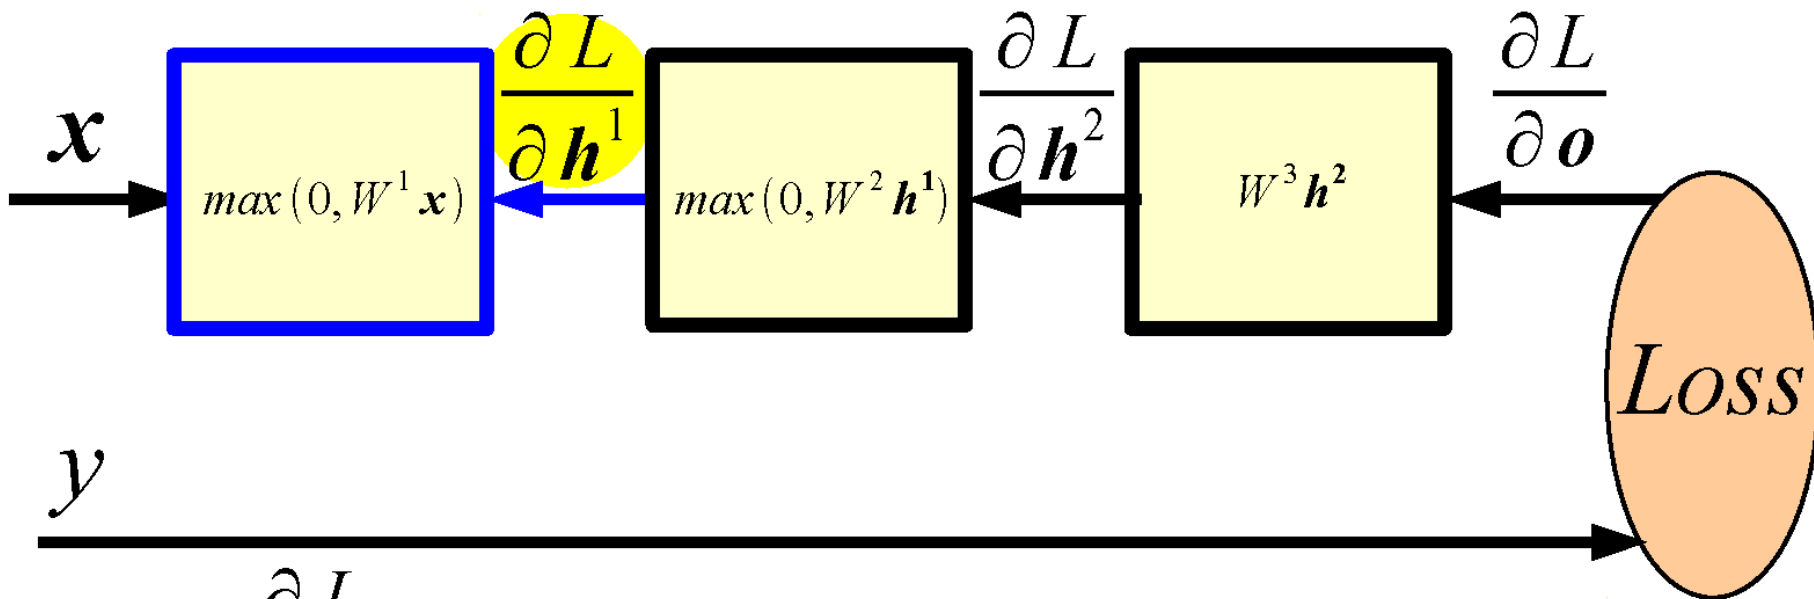 x
max (0, W¹ x)
∂ L / ∂ h¹
max (0, W² h¹)
∂ L / ∂ h²
W³ h²
∂ L / ∂ o
Loss
y
∂ L